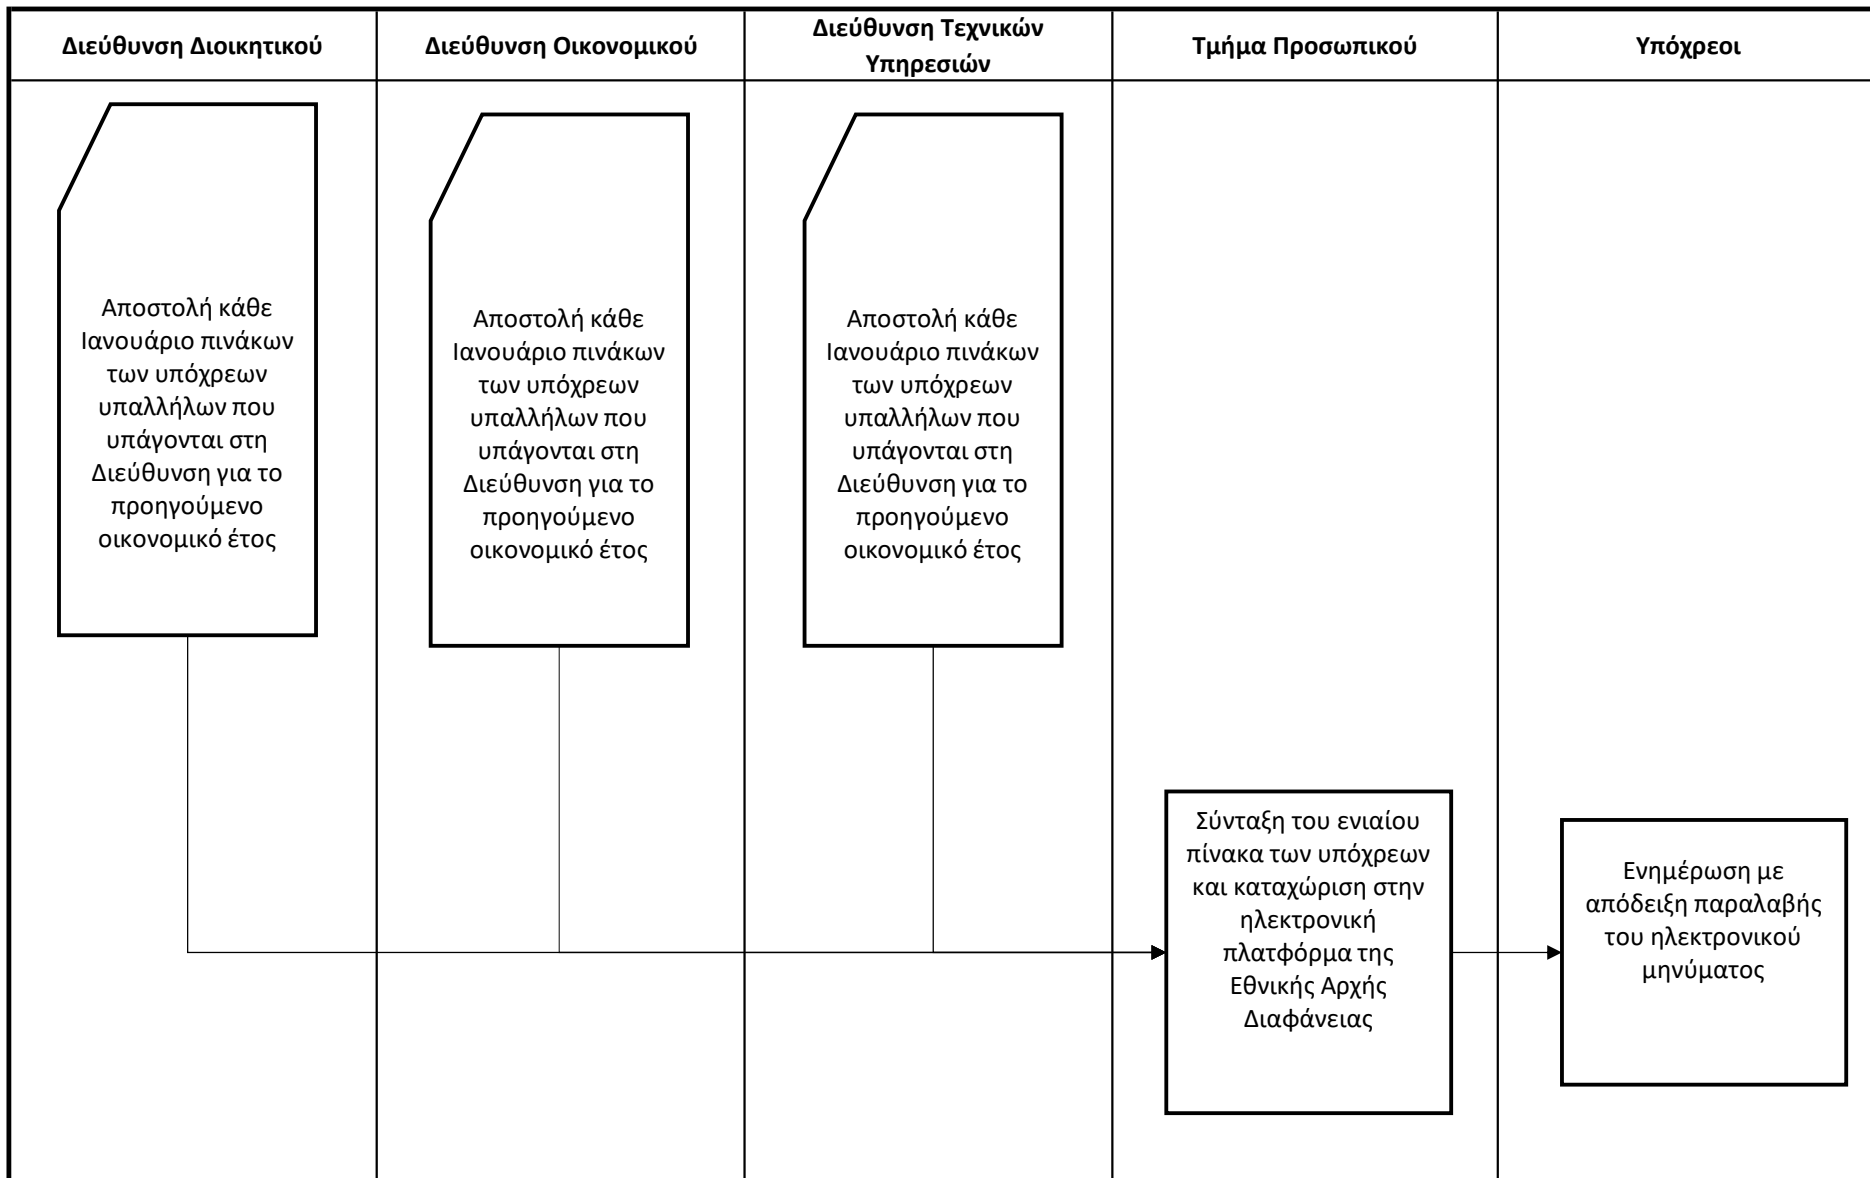 Διεύθυνση Διοικητικού
Διεύθυνση Οικονομικού
Διεύθυνση Τεχνικών
Υπηρεσιών
Τμήμα Προσωπικού
Υπόχρεοι
Αποστολή κάθε
Ιανουάριο πινάκων
των υπόχρεων
υπαλλήλων που
υπάγονται στη
Διεύθυνση για το
προηγούμενο
οικονομικό έτος
Αποστολή κάθε
Ιανουάριο πινάκων
των υπόχρεων
υπαλλήλων που
υπάγονται στη
Διεύθυνση για το
προηγούμενο
οικονομικό έτος
Αποστολή κάθε
Ιανουάριο πινάκων
των υπόχρεων
υπαλλήλων που
υπάγονται στη
Διεύθυνση για το
προηγούμενο
οικονομικό έτος
Σύνταξη του ενιαίου
πίνακα των υπόχρεων
και καταχώριση στην
ηλεκτρονική
πλατφόρμα της
Εθνικής Αρχής
Διαφάνειας
Ενημέρωση με
απόδειξη παραλαβής
του ηλεκτρονικού
μηνύματος